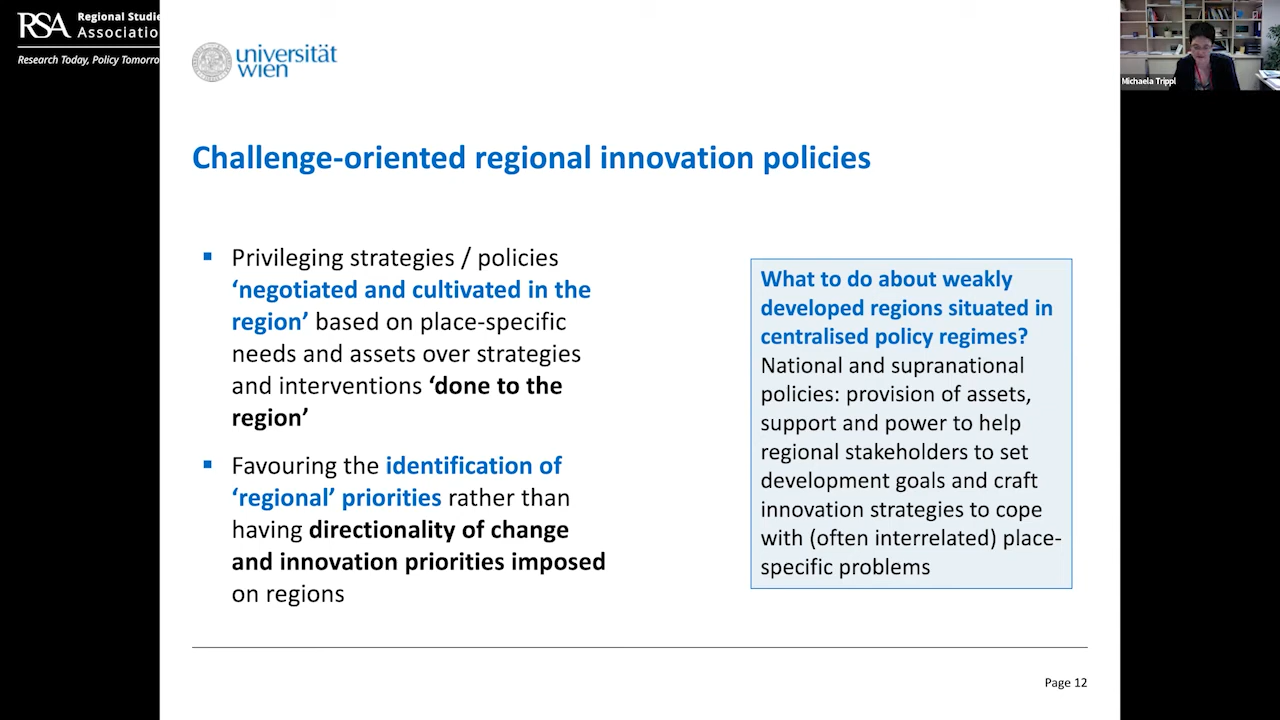 RSA Regional Studie
Associatio
Research Today, Policy Tomorro
universität
wien
Michaela Trippl
Challenge-oriented regional innovation policies
▪ Privileging strategies / policies
‘negotiated and cultivated in the
region’ based on place-specific
needs and assets over strategies
and interventions ‘done to the
region’
▪ Favouring the identification of
‘regional’ priorities rather than
having directionality of change
and innovation priorities imposed
on regions
What to do about weakly
developed regions situated in
centralised policy regimes?
National and supranational
policies: provision of assets,
support and power to help
regional stakeholders to set
development goals and craft
innovation strategies to cope
with (often interrelated) place-
specific problems
Page 12